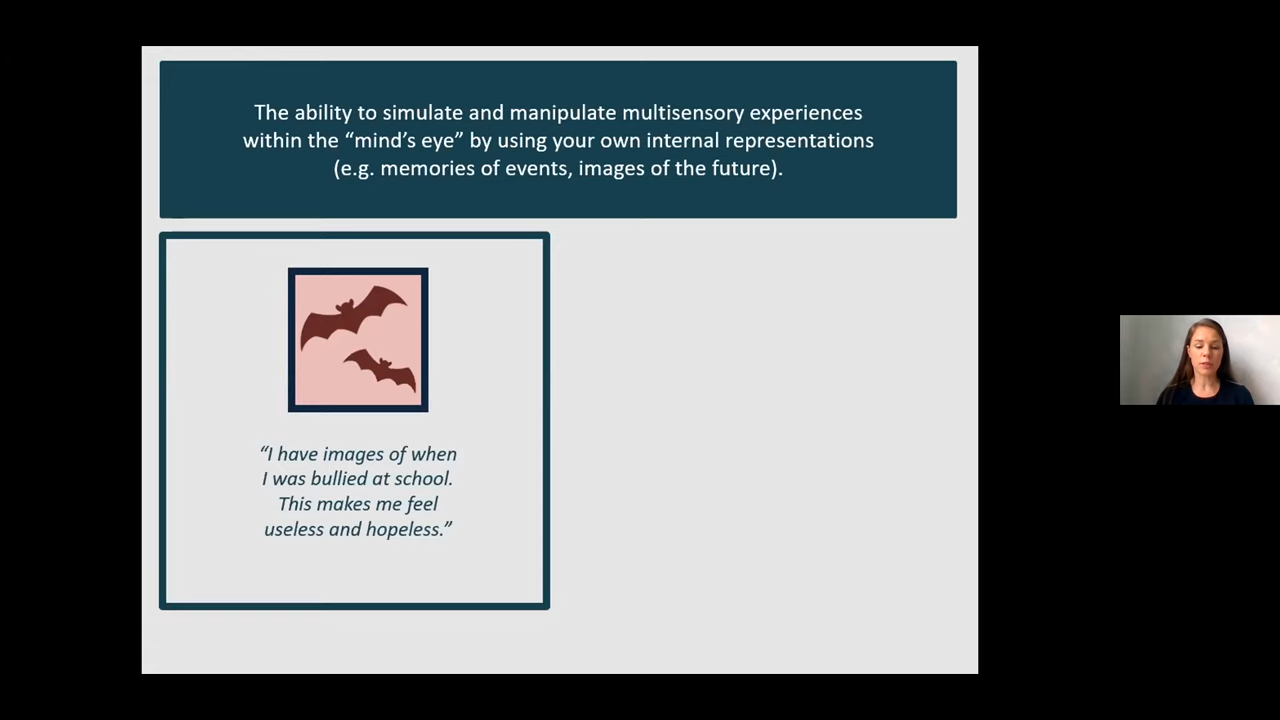 The ability to simulate and manipulate multisensory experiences
within the “mind’s eye” by using your own internal representations
(e.g. memories of events, images of the future).
“I have images of when
I was bullied at school.
This makes me feel
useless and hopeless.”